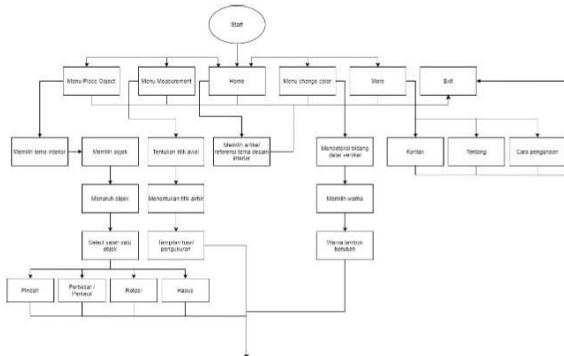 Start
Menu Place Object
Menu Measurement
Home
Menu change color
More
Exit
Memilih tema interior
Memilih objek
Tentukan titik awal
Memilih artikel
referensi tema desain
interior
Mendeteksi bidang
datar vertikal
Kontak
Tentang
Cara pengunaan
Menaruh objek
Menentukan titik akhir
Memilih warna
Select salah satu
objek
Tampilan hasil
pengukuran
Warna tembok
berubah
Pindah
Perbesar /
Perkecil
Rotasi
Hapus